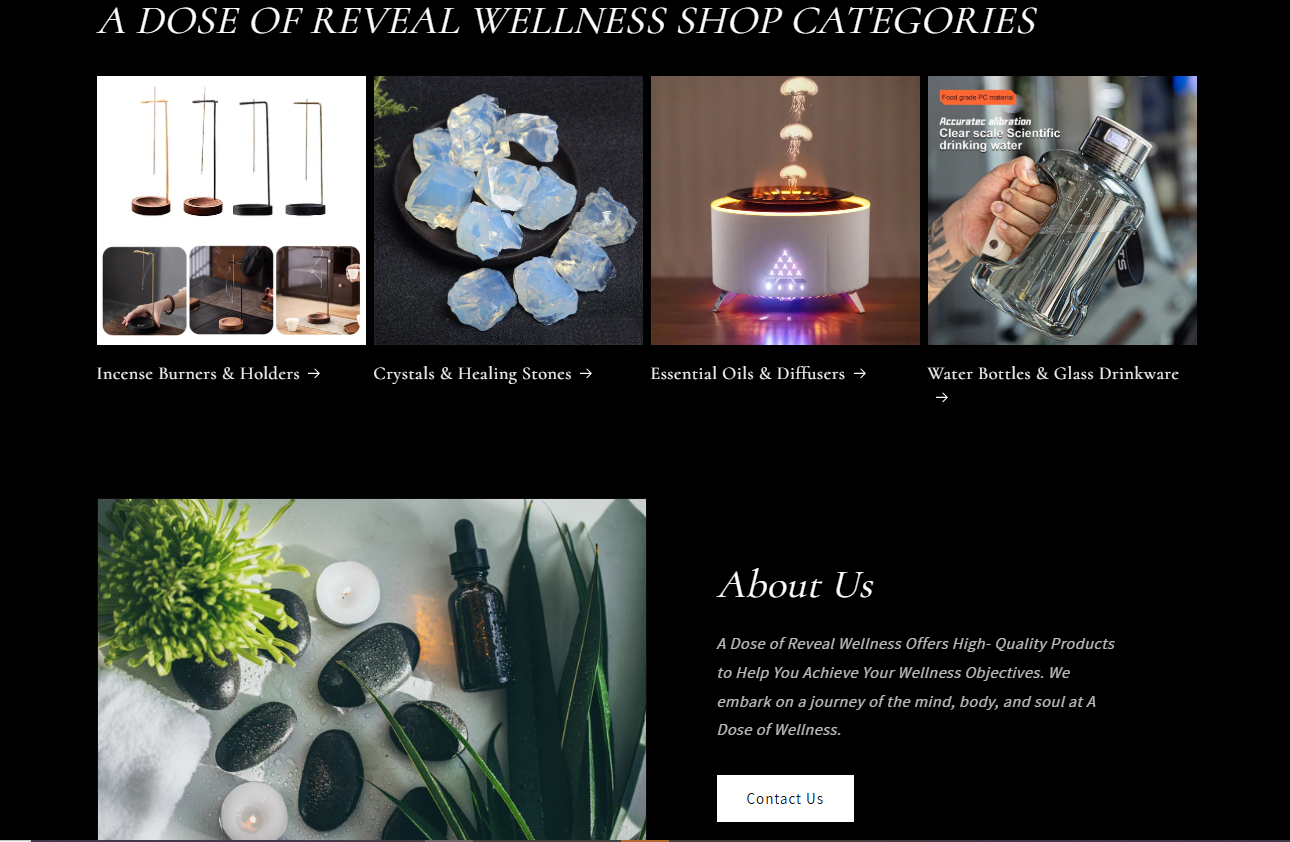 A DOSE OF REVEAL WELLNESS SHOP CATEGORIES
Food grade PC material
Accuratec alibration
Clear scale Scientific
drinking water
Incense Burners & Holders →
Crystals & Healing Stones →
Essential Oils & Diffusers →
Water Bottles & Glass Drinkware
→
About Us
A Dose of Reveal Wellness Offers High- Quality Products
to Help You Achieve Your Wellness Objectives. We
embark on a journey of the mind, body, and soul at A
Dose of Wellness.
Contact Us